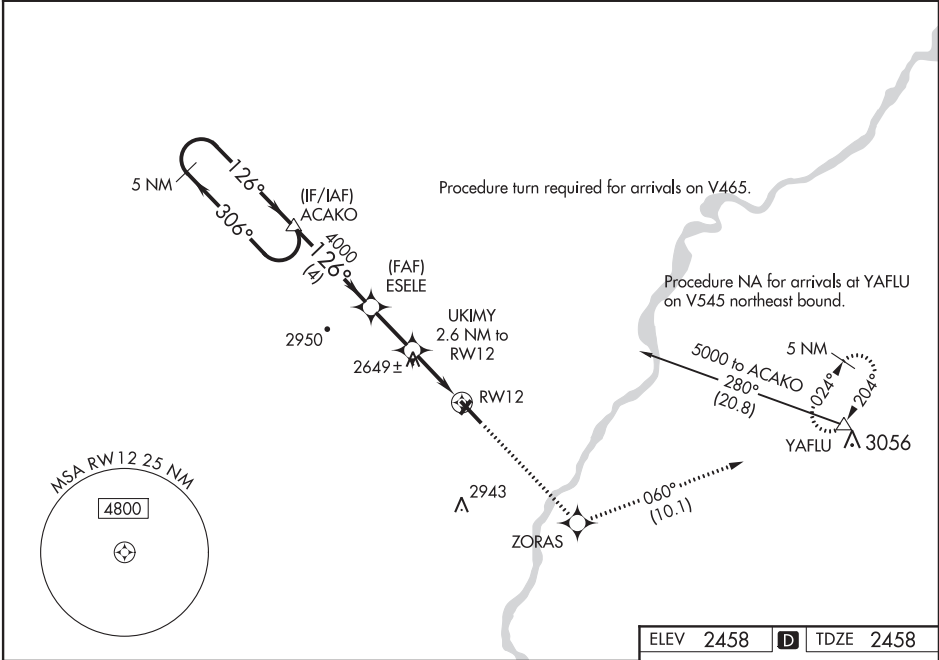 5 NM
126°
306°
(IF/IAF)
ACAKO
4000
126°
(4)
(FAF)
ESELE
Procedure turn required for arrivals on V465.
Procedure NA for arrivals at YAFLU
on V545 northeast bound.
2950
UKIMY
2.6 NM to
RW12
2649±
RW12
5000 to ACAKO
280°
(20.8)
5 NM
024°
204°
YAFLU
3056
MSA RW12 25 NM
4800
2943
ZORAS
060°
(10.1)
ELEV 2458 D TDZE 2458